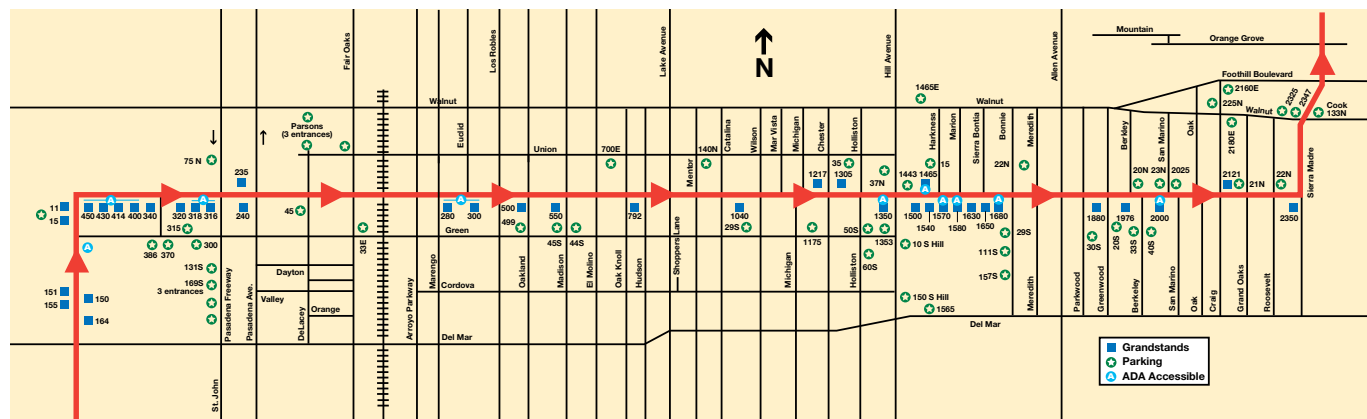 Mountain
Orange Grove
Fair Oaks
Los Robles
Lake Avenue
N
Hill Avenue
Allen Avenue
Foothill Boulevard
1465E
2160E
225N
Walnut
2325
2347
Cook
133N
Walnut
Walnut
Parsons
(3 entrances)
Euclid
Union
700E
140N
Catalina
Wilson
Mar Vista
Michigan
Chester
Holliston
35
Harkness
Marion
Sierra Bontia
Bonnie
Meredith
15
22N
Berkley
San Marino
Oak
2180E
75 N
235
Mentor
1217
1305
37N
1443
1465
20N
23N
2025
2121
21N
22N
Sierra Madre
11
15
450
430
414
400
340
320
318
316
240
45
315
300
386
370
33E
280
300
Green
500
499
550
45S
44S
792
1040
29S
1175
1350
50S
1353
60S
1500
1540
1570
1580
1630
1650
1680
29S
111S
157S
10 S Hill
150 S Hill
1565
1880
30S
1976
20S
33S
2000
40S
2350
131S
169S
3 entrances
151
155
150
164
Dayton
Valley
Orange
Cordova
Del Mar
Del Mar
St. John
Pasadena Freeway
Pasadena Ave.
DeLacey
Arroyo Parkway
Marengo
Oakland
Madison
El Molino
Oak Knoll
Hudson
Shoppers Lane
Michigan
Holliston
Meredith
Parkwood
Greenwood
Berkeley
San Marino
Oak
Craig
Grand Oaks
Roosevelt
Grandstands
Parking
A ADA Accessible